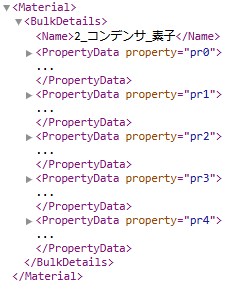 ▼<Material>
▼<BulkDetails>
<Name>2_コンデンサ_素子</Name>
▶<PropertyData property="pr0">
...
</PropertyData>
▶<PropertyData property="pr1">
...
</PropertyData>
▶<PropertyData property="pr2">
...
</PropertyData>
▶<PropertyData property="pr3">
...
</PropertyData>
▶<PropertyData property="pr4">
...
</PropertyData>
</BulkDetails>
</Material>